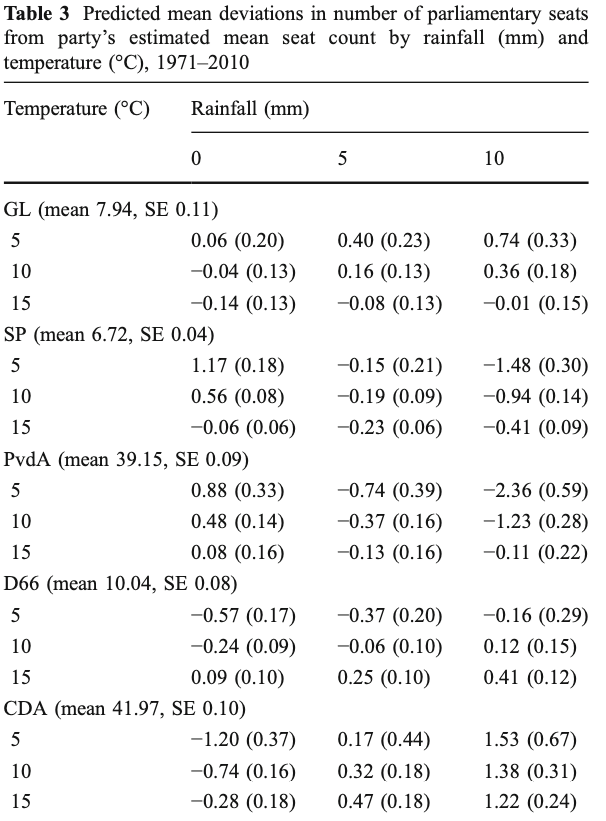 Table 3 Predicted mean deviations in number of parliamentary seats
from party's estimated mean seat count by rainfall (mm) and
temperature (°C), 1971–2010
Temperature (°C) Rainfall (mm)
0 5 10
GL (mean 7.94, SE 0.11)
5 0.06 (0.20) 0.40 (0.23) 0.74 (0.33)
10 −0.04 (0.13) 0.16 (0.13) 0.36 (0.18)
15 −0.14 (0.13) −0.08 (0.13) −0.01 (0.15)
SP (mean 6.72, SE 0.04)
5 1.17 (0.18) −0.15 (0.21) −1.48 (0.30)
10 0.56 (0.08) −0.19 (0.09) −0.94 (0.14)
15 −0.06 (0.06) −0.23 (0.06) −0.41 (0.09)
PvdA (mean 39.15, SE 0.09)
5 0.88 (0.33) −0.74 (0.39) −2.36 (0.59)
10 0.48 (0.14) −0.37 (0.16) −1.23 (0.28)
15 0.08 (0.16) −0.13 (0.16) −0.11 (0.22)
D66 (mean 10.04, SE 0.08)
5 −0.57 (0.17) −0.37 (0.20) −0.16 (0.29)
10 −0.24 (0.09) −0.06 (0.10) 0.12 (0.15)
15 0.09 (0.10) 0.25 (0.10) 0.41 (0.12)
CDA (mean 41.97, SE 0.10)
5 −1.20 (0.37) 0.17 (0.44) 1.53 (0.67)
10 −0.74 (0.16) 0.32 (0.18) 1.38 (0.31)
15 −0.28 (0.18) 0.47 (0.18) 1.22 (0.24)